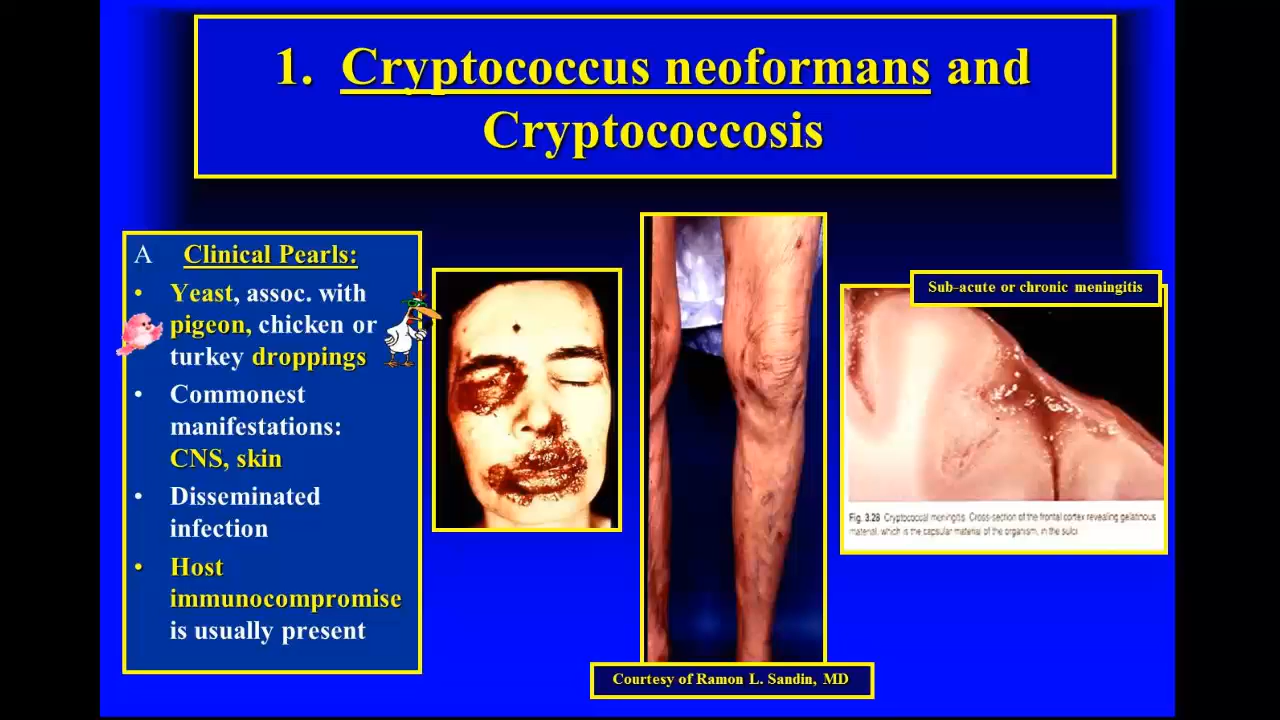 1. Cryptococcus neoformans and
Cryptococcosis
A Clinical Pearls:
• Yeast, assoc. with
pigeon, chicken or
turkey droppings
• Commonest
manifestations:
CNS, skin
• Disseminated
infection
• Host
immunocompromise
is usually present
Sub-acute or chronic meningitis
Fig. 3.28 Cryptococcal meningitis. Cross-section of the frontal cortex revealing gelatinous
material, which is the capsular material of the organism, in the sulci.
Courtesy of Ramon L. Sandin, MD